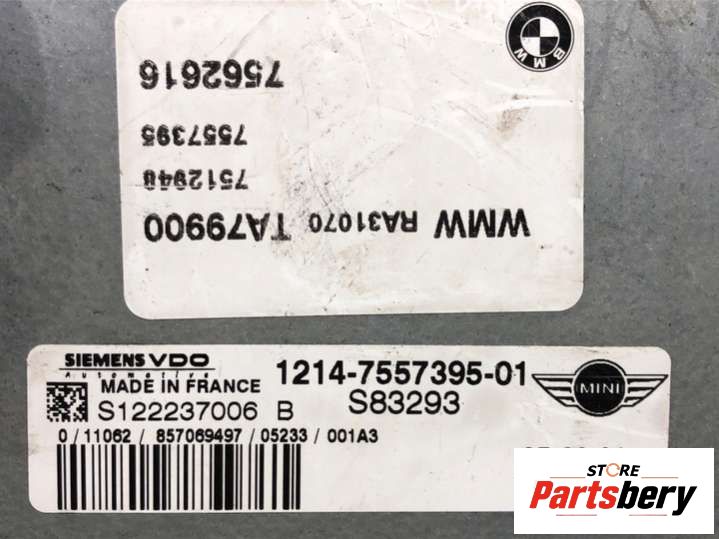 BMW
7562616
7557395
7512948
WMW RA31070 TA79900
SIEMENS VDO
Automotive
1214-7557395-01
MADE IN FRANCE
MINI
S122237006 B
S83293
0/11062/857069497/05233/001A3
STORE
Partsbery